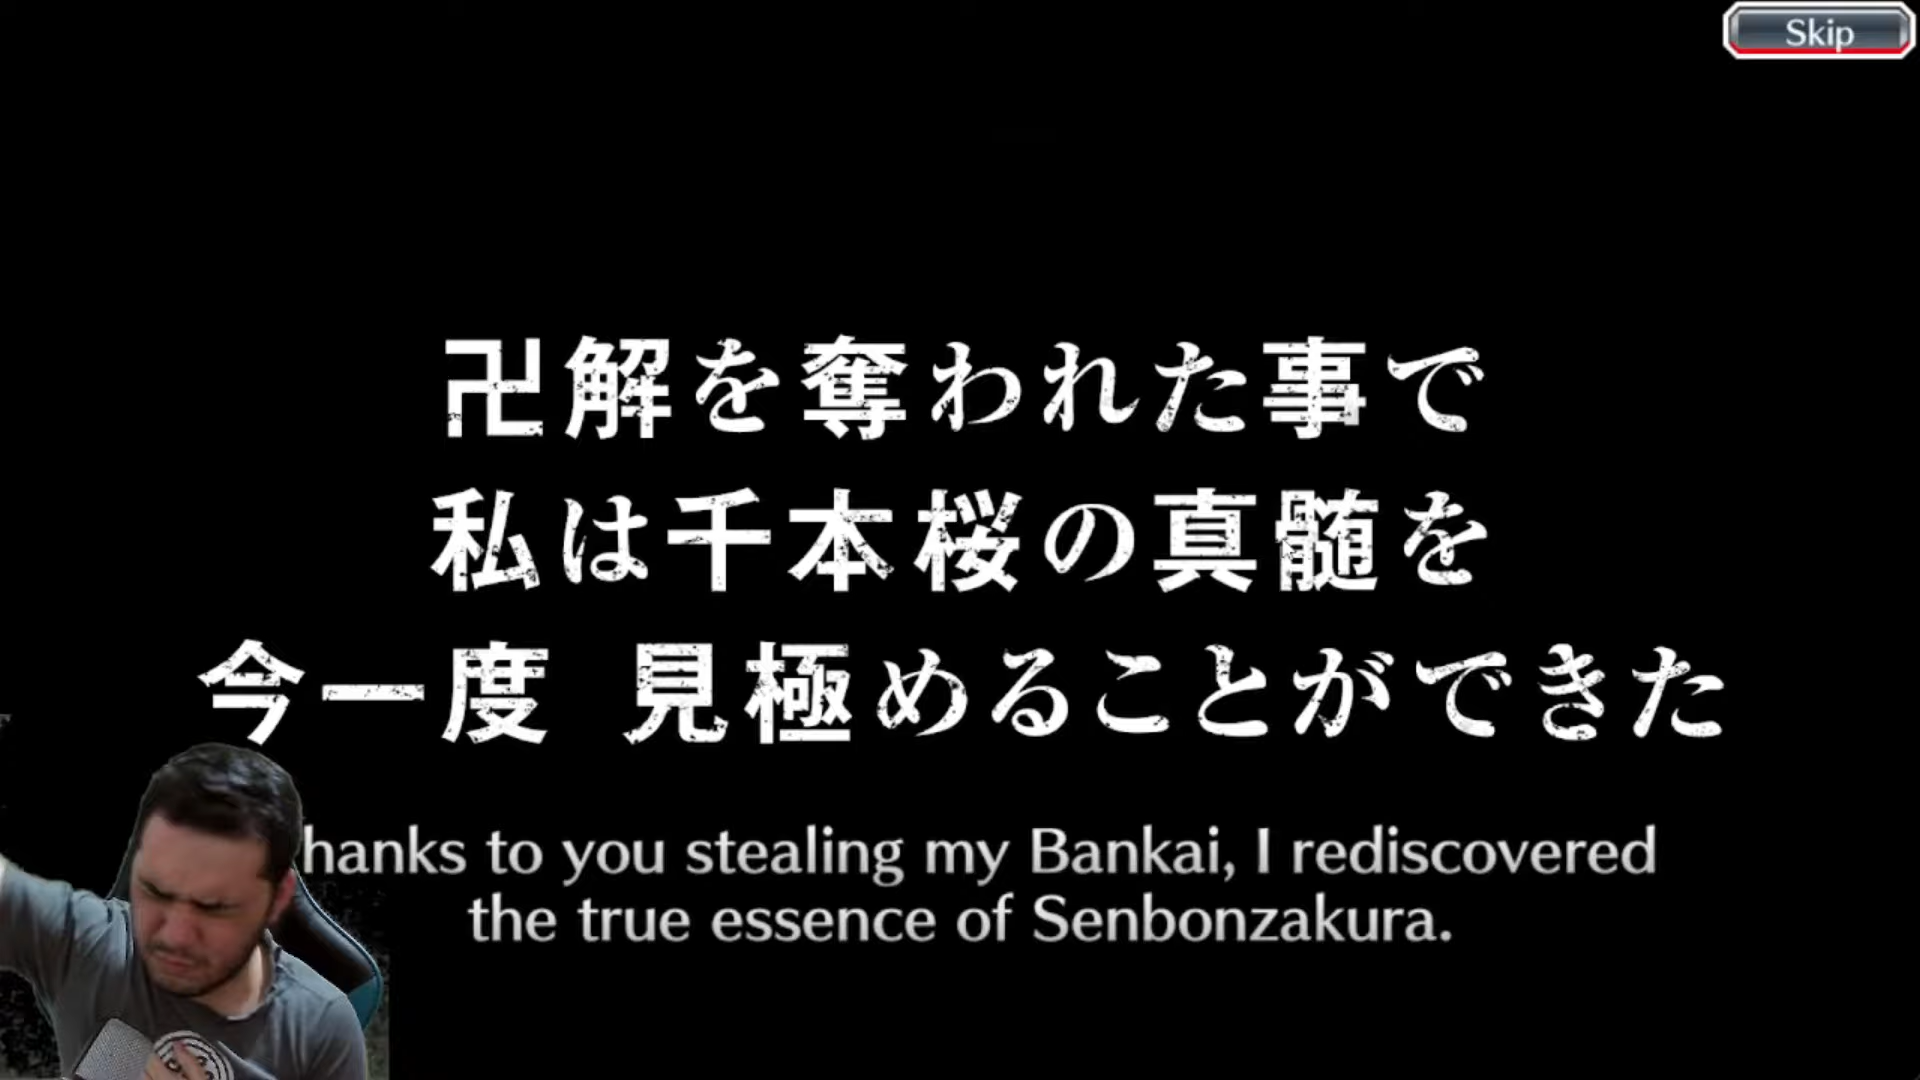 Skip
卍解を奪われた事で
私は千本桜の真髄を
今一度 見極めることができた
hanks to you stealing my Bankai, I rediscovered
the true essence of Senbonzakura.